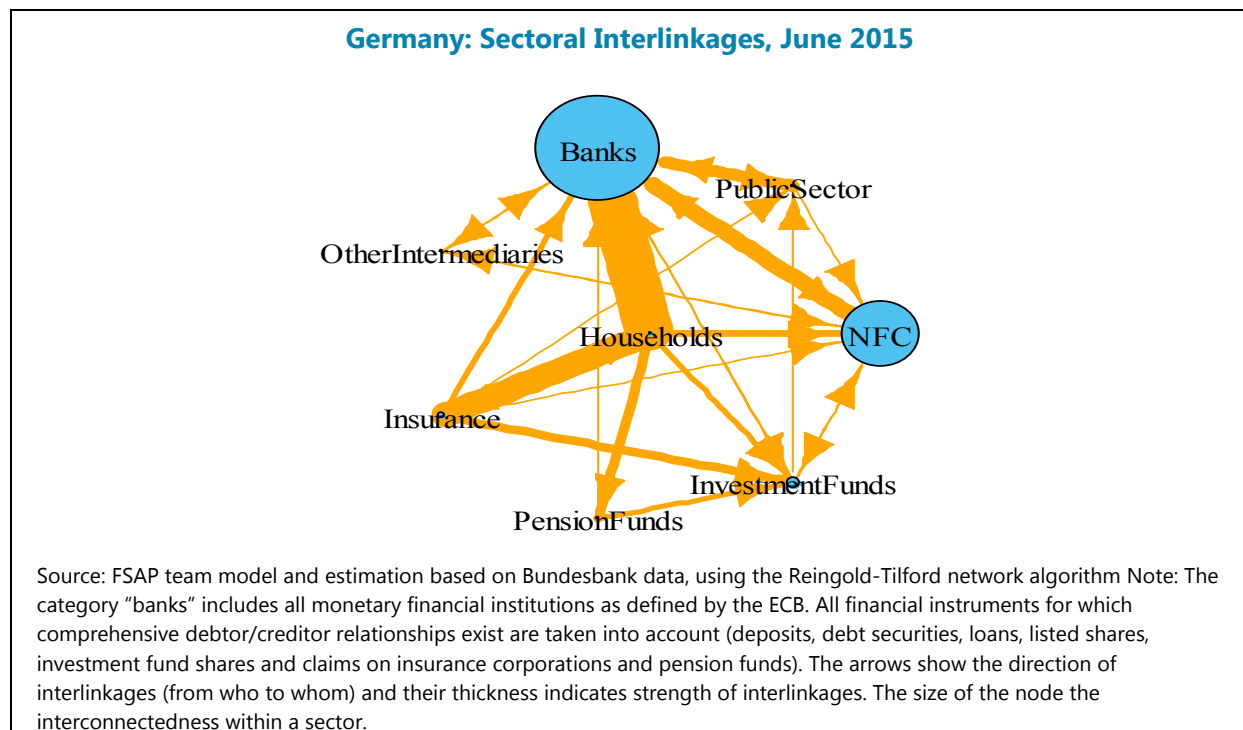 Germany: Sectoral Interlinkages, June 2015
Banks
PublicSector
OtherIntermediaries
Households
NFC
Insurance
InvestmentFunds
PensionFunds
Source: FSAP team model and estimation based on Bundesbank data, using the Reingold-Tilford network algorithm Note: The
category “banks” includes all monetary financial institutions as defined by the ECB. All financial instruments for which
comprehensive debtor/creditor relationships exist are taken into account (deposits, debt securities, loans, listed shares,
investment fund shares and claims on insurance corporations and pension funds). The arrows show the direction of
interlinkages (from who to whom) and their thickness indicates strength of interlinkages. The size of the node the
interconnectedness within a sector.